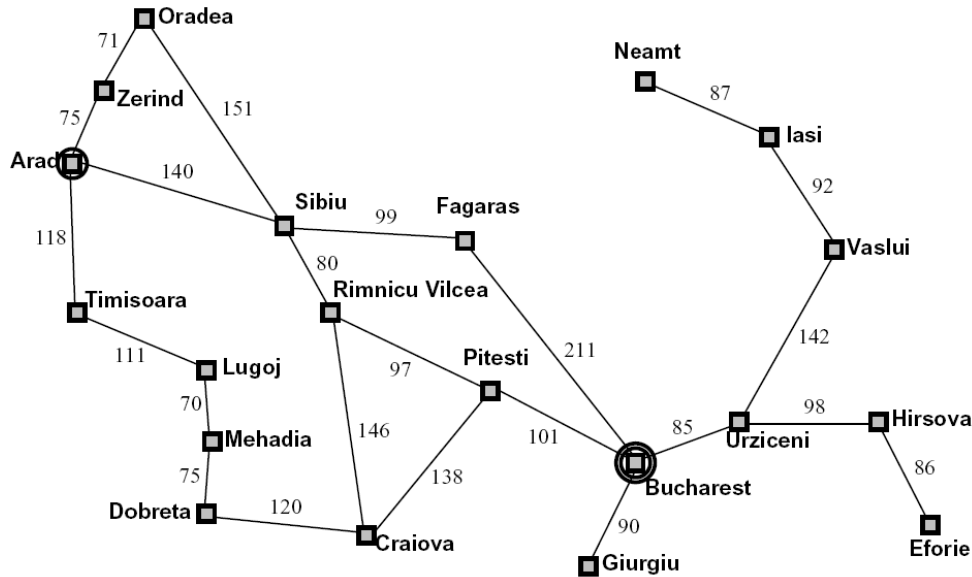 Oradea
71
Neamt
Zerind
87
75
151
Iasi
Arad
140
92
Sibiu
Fagaras
99
118
Vaslui
80
Timisoara
Rimnicu Vilcea
142
111
211
Lugoj
97
Pitesti
70
98
Hirsova
146
101
85
Urziceni
Mehadia
75
138
86
Bucharest
Dobreta
120
90
Craiova
Eforie
Giurgiu